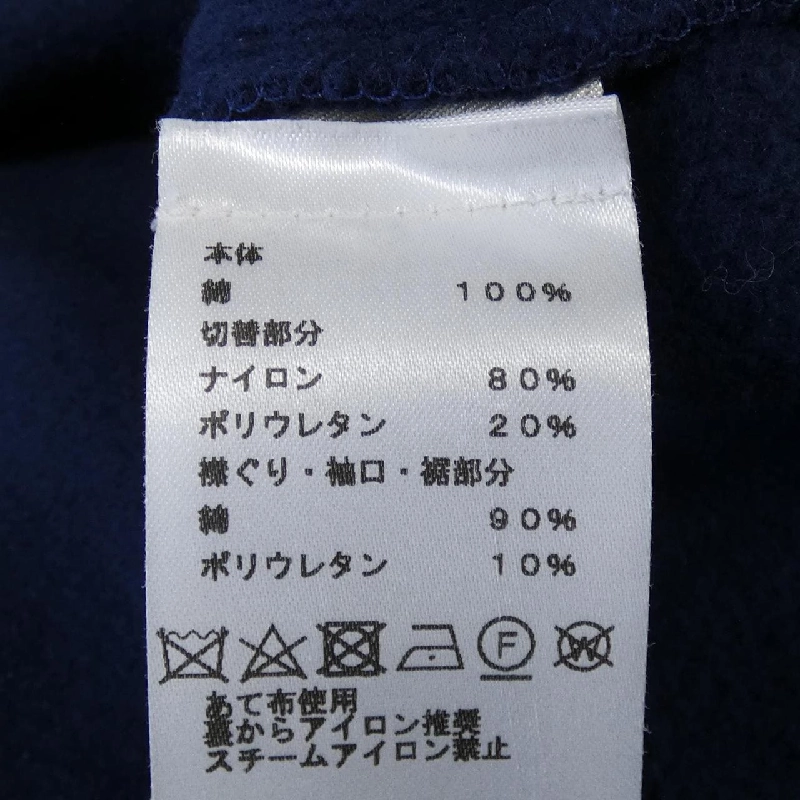 本体
綿 100%
切替部分
ナイロン 80%
ポリウレタン 20%
襟ぐり・袖口・裾部分
綿 90%
ポリウレタン 10%
F W
あて布使用
裏からアイロン推奨
スチームアイロン禁止